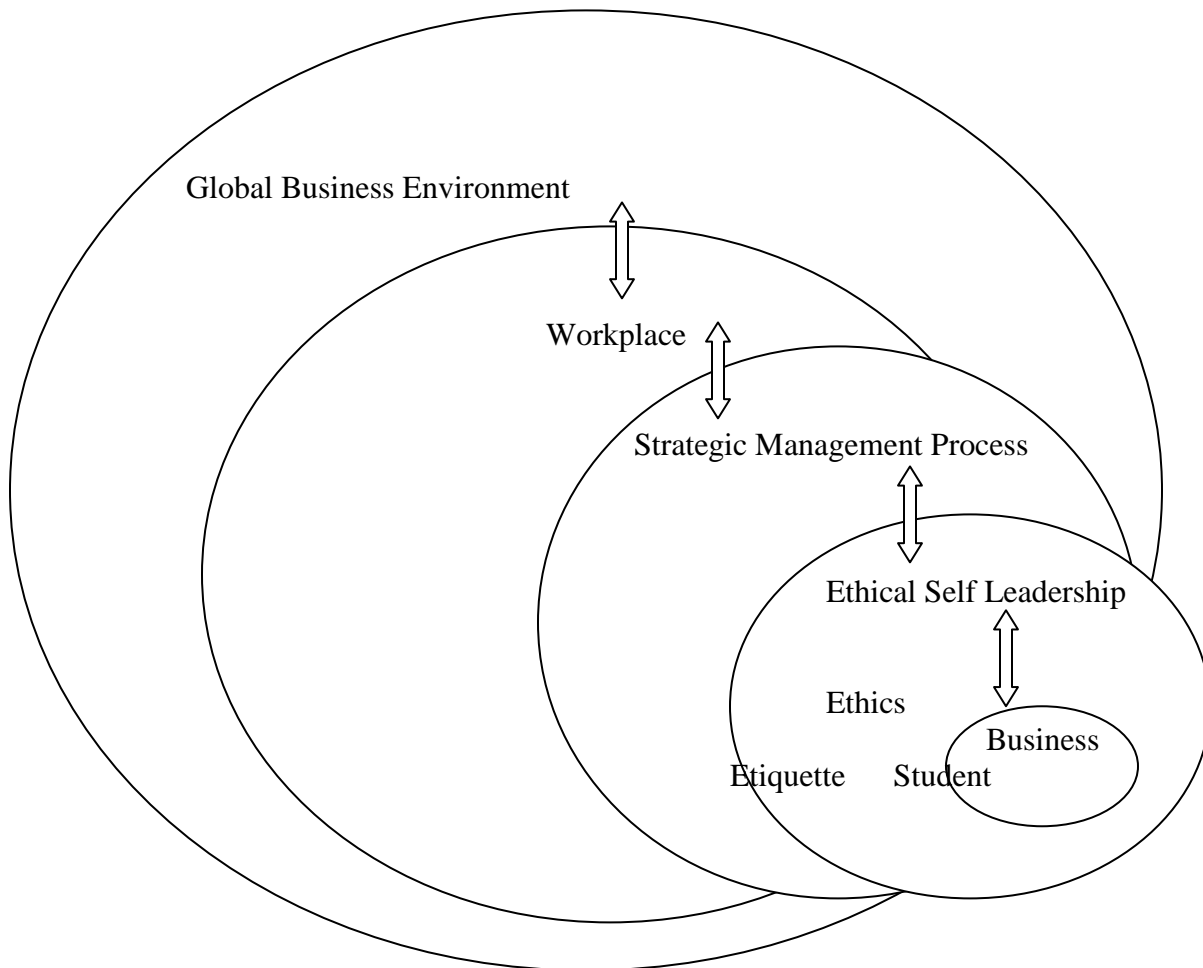 Global Business Environment
Workplace
Strategic Management Process
Ethical Self Leadership
Ethics
Business
Etiquette Student